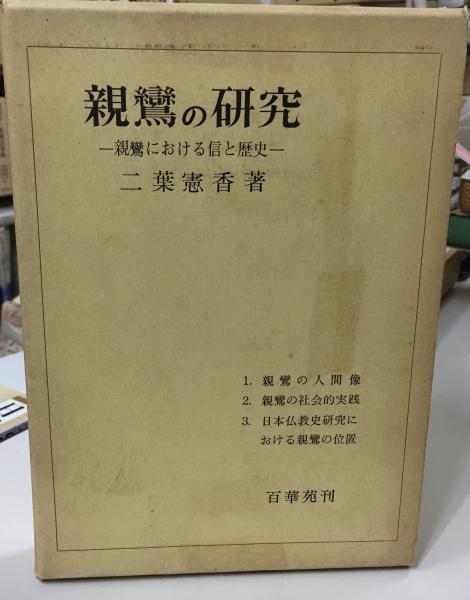 親鸞の研究
―親鸞における信と歴史―
二葉憲香著
1. 親鸞の人間像
2. 親鸞の社会的実践
3. 日本仏教史研究に
おける親鸞の位置
百華苑刊